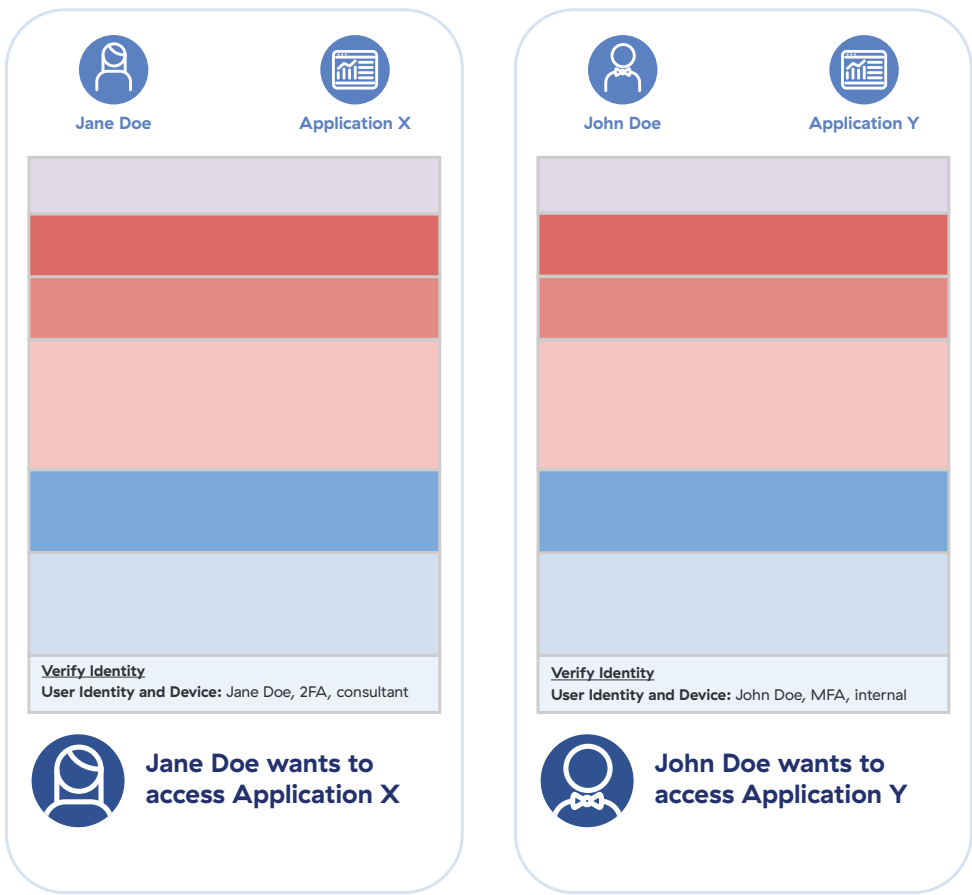 Jane Doe
Application X
Verify Identity
User Identity and Device: Jane Doe, 2FA, consultant
Jane Doe wants to
access Application X
John Doe
Application Y
Verify Identity
User Identity and Device: John Doe, MFA, internal
John Doe wants to
access Application Y